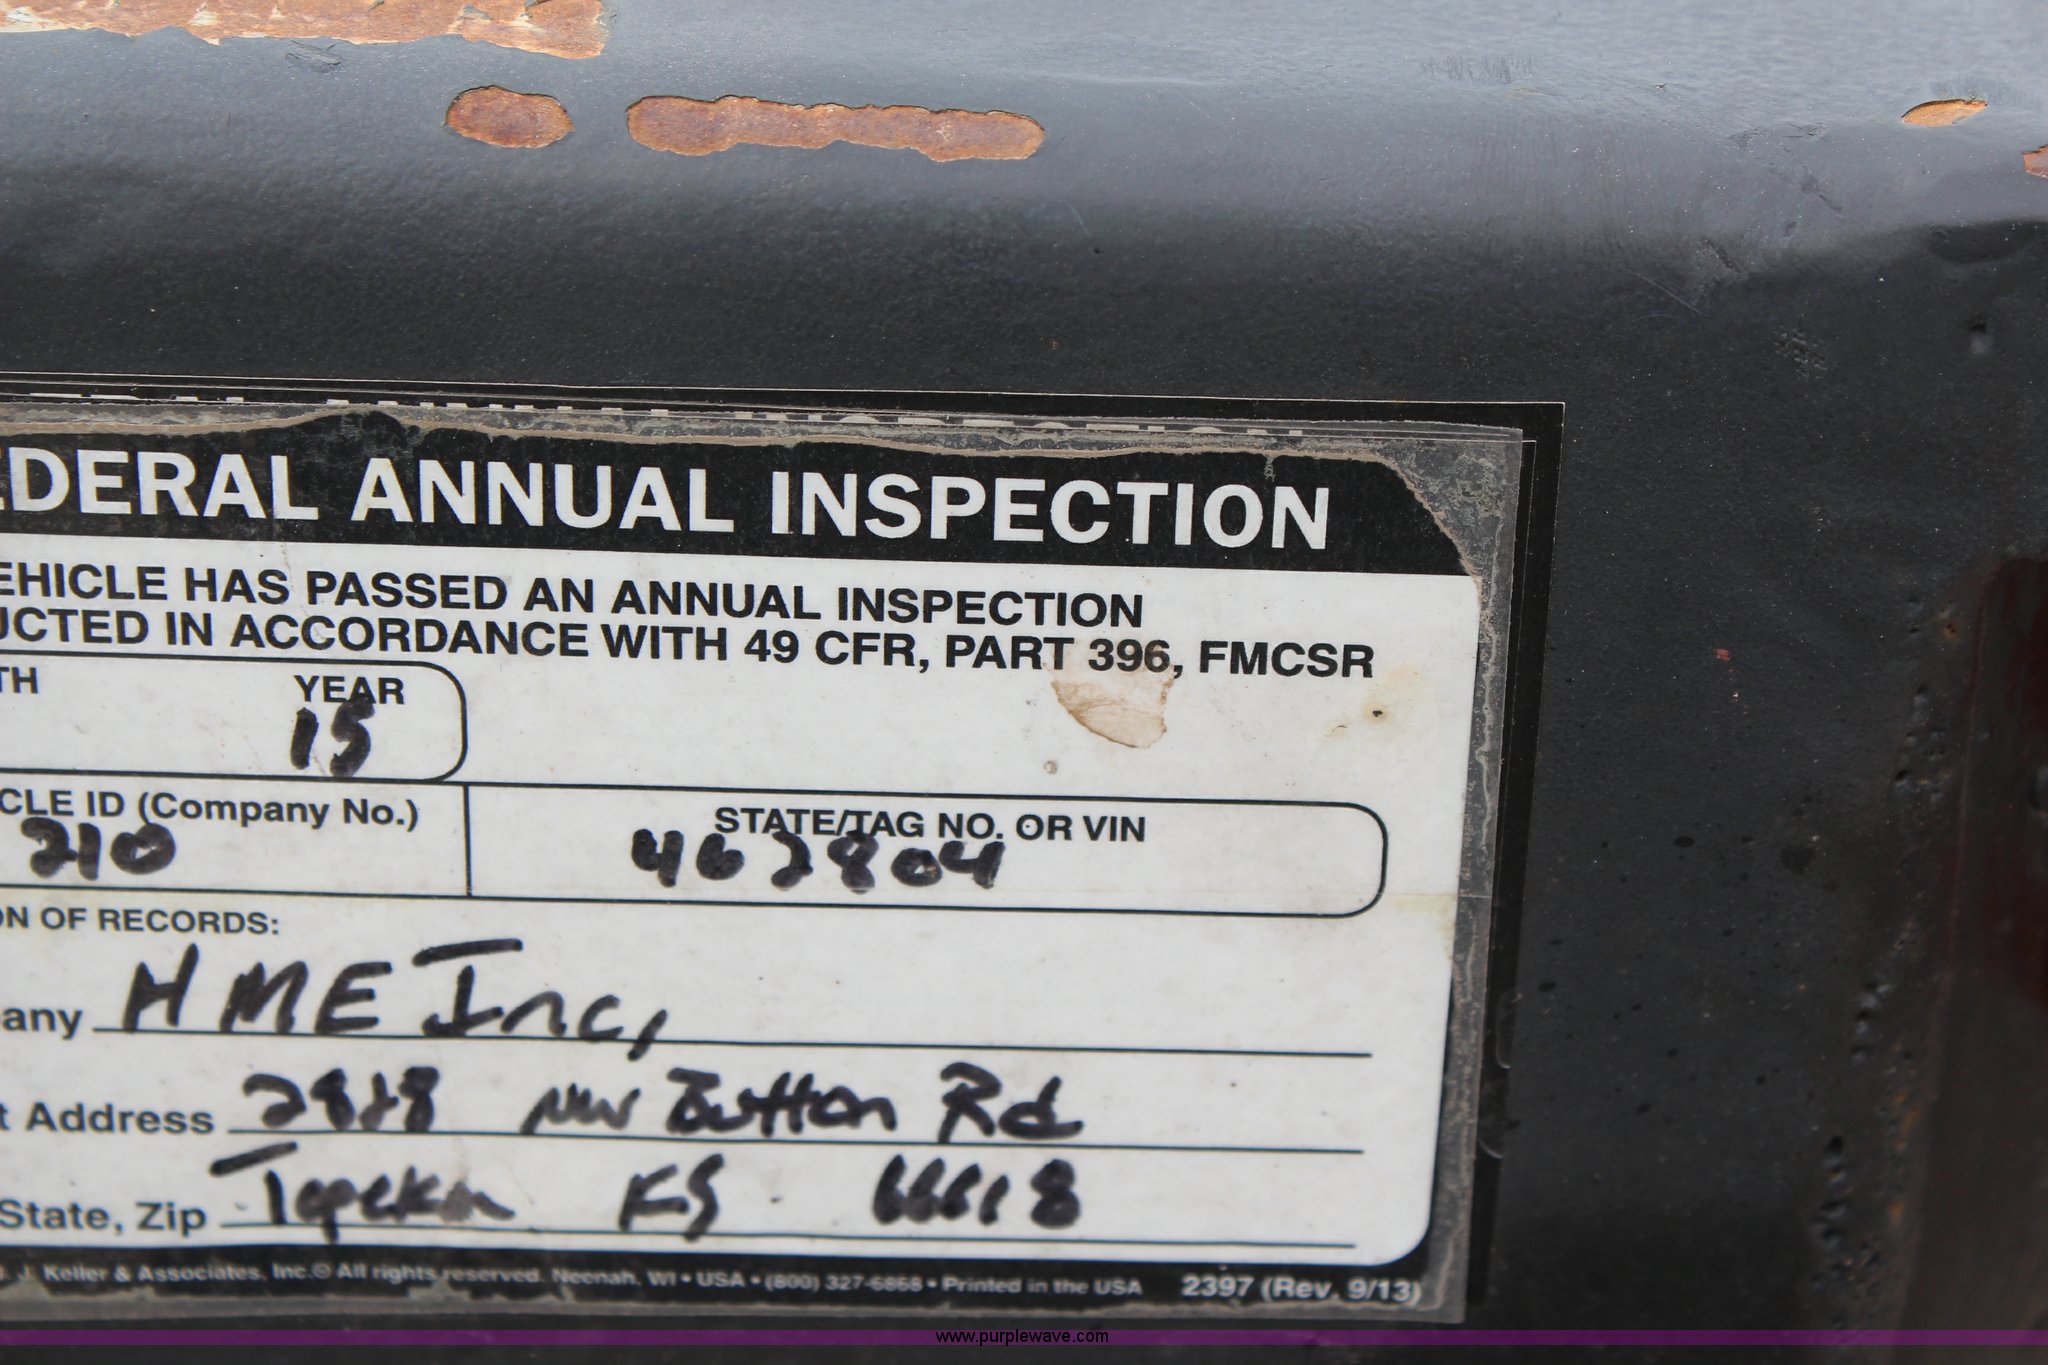 EDERAL ANNUAL INSPECTION
EHICLE HAS PASSED AN ANNUAL INSPECTION
UCTED IN ACCORDANCE WITH 49 CFR, PART 396, FMCSR
TH YEAR
15
CLE ID (Company No.) STATE/TAG NO. OR VIN
210 462804
ON OF RECORDS:
pany HME Inc,
t Address 2828 NW Button Rd
State, Zip Topeka KS 66618
J. Keller & Associates, Inc.© All rights reserved. Neenah, WI • USA • (800) 327-6868 • Printed in the USA 2397 (Rev. 9/13)
www.purplewave.com